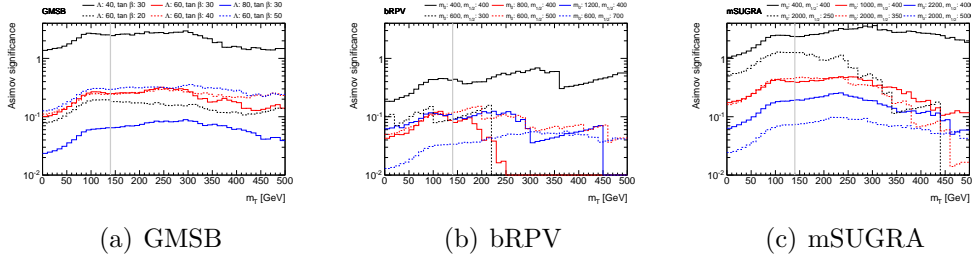 GMSB
Λ: 40, tan β: 30 Λ: 60, tan β: 30 Λ: 80, tan β: 30
Λ: 60, tan β: 20 Λ: 60, tan β: 40 Λ: 60, tan β: 50
Asimov significance
1
10⁻¹
10⁻²
0 50 100 150 200 250 300 350 400 450 500
m_T [GeV]
(a) GMSB
bRPV
m₀: 400, m₁/₂: 400 m₀: 800, m₁/₂: 400 m₀: 1200, m₁/₂: 400
m₀: 600, m₁/₂: 300 m₀: 600, m₁/₂: 500 m₀: 600, m₁/₂: 700
Asimov significance
1
10⁻¹
10⁻²
0 50 100 150 200 250 300 350 400 450 500
m_T [GeV]
(b) bRPV
mSUGRA
m₀: 400, m₁/₂: 400 m₀: 1000, m₁/₂: 400 m₀: 2200, m₁/₂: 400
m₀: 2000, m₁/₂: 250 m₀: 2000, m₁/₂: 350 m₀: 2000, m₁/₂: 500
Asimov significance
1
10⁻¹
10⁻²
0 50 100 150 200 250 300 350 400 450 500
m_T [GeV]
(c) mSUGRA